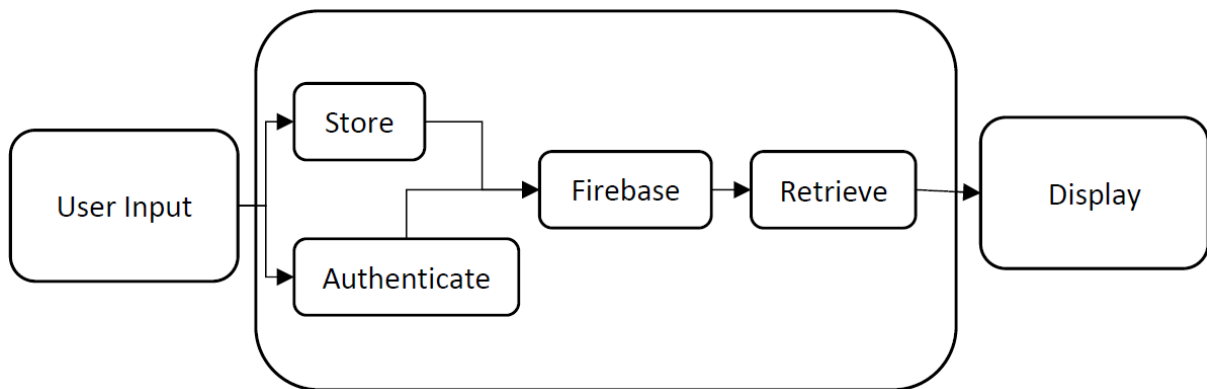 User Input
Store
Authenticate
Firebase
Retrieve
Display